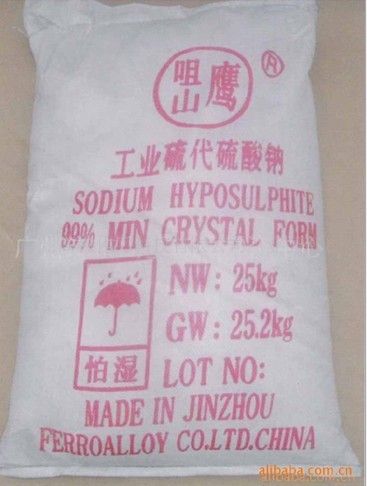 咀山鹰 ®
工业硫代硫酸钠
SODIUM HYPOSULPHITE
99% MIN CRYSTAL FORM
NW: 25kg
GW: 25.2kg
怕湿
LOT NO:
MADE IN JINZHOU
FERROALLOY CO.LTD.CHINA
alibaba.com.cn